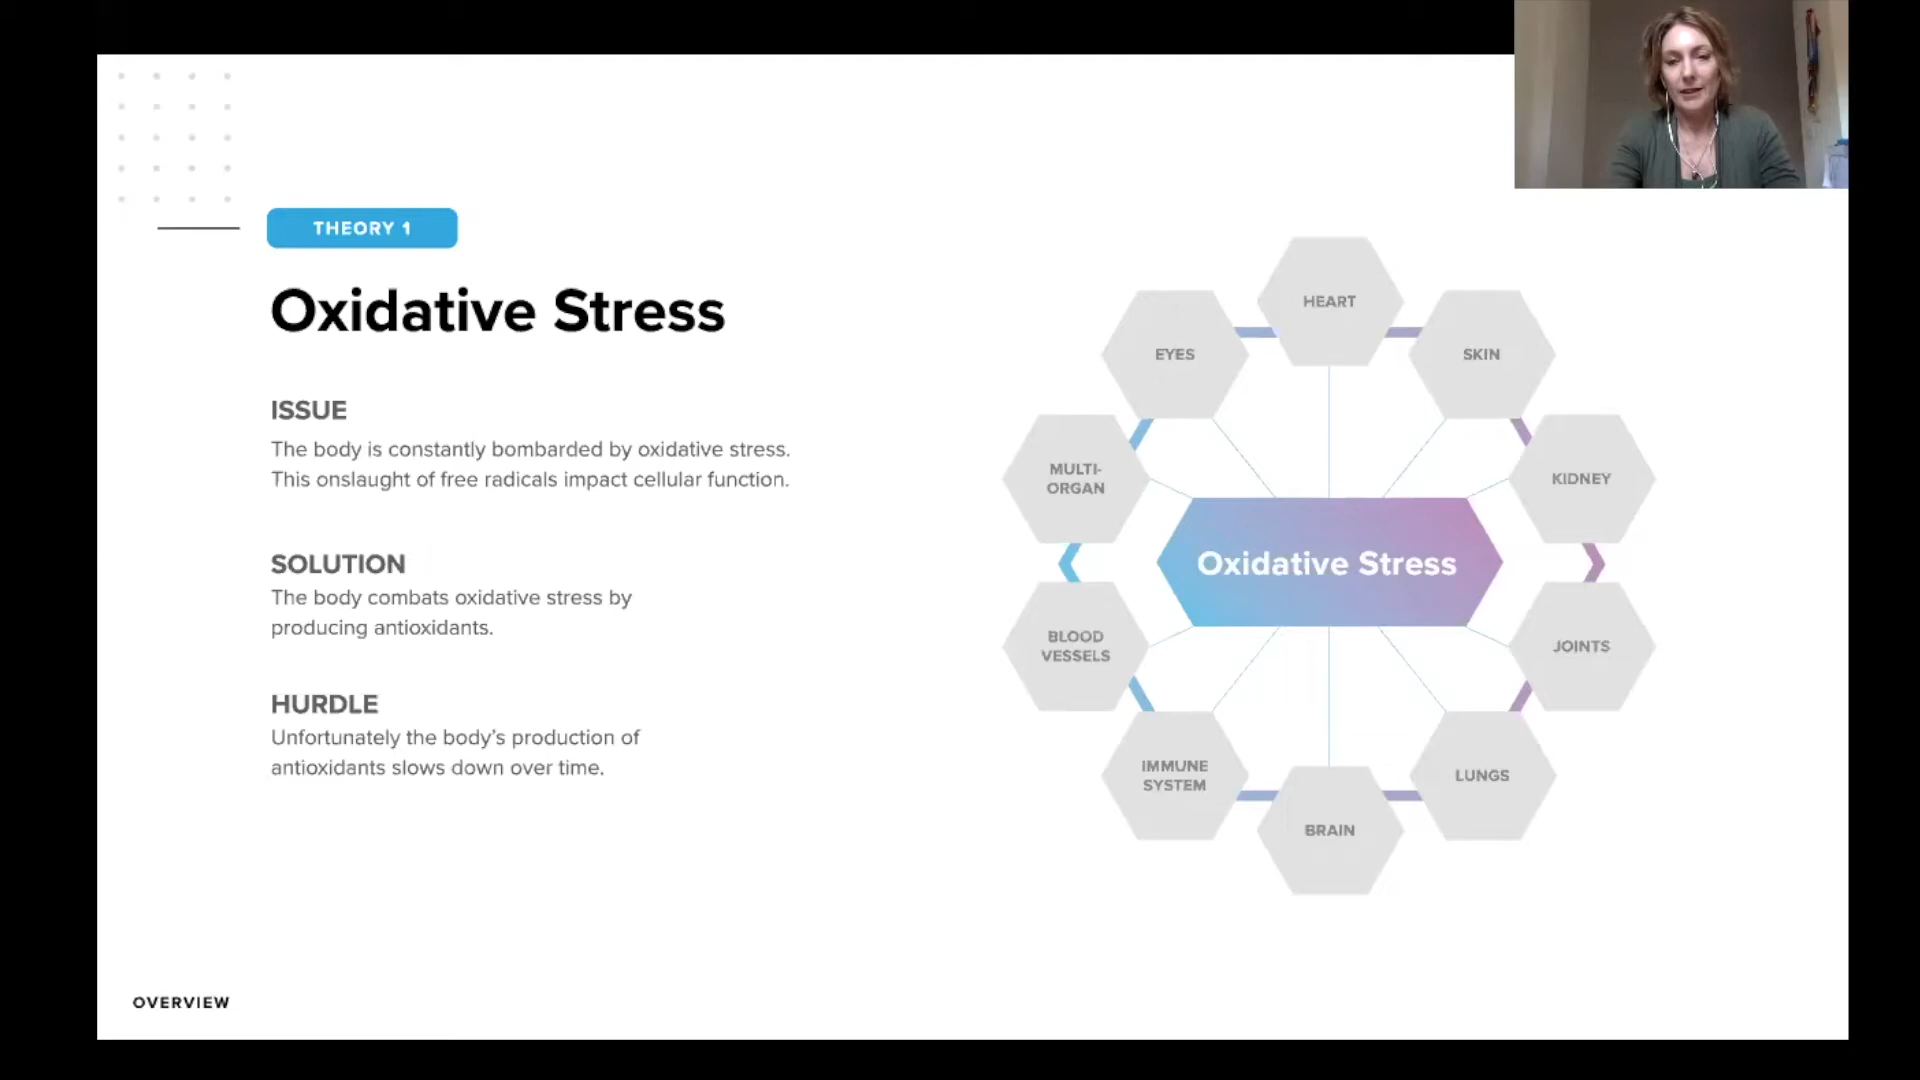 THEORY 1
Oxidative Stress
ISSUE
The body is constantly bombarded by oxidative stress.
This onslaught of free radicals impact cellular function.
SOLUTION
The body combats oxidative stress by
producing antioxidants.
HURDLE
Unfortunately the body’s production of
antioxidants slows down over time.
HEART
EYES
SKIN
MULTI-
ORGAN
KIDNEY
Oxidative Stress
BLOOD
VESSELS
JOINTS
IMMUNE
SYSTEM
LUNGS
BRAIN
OVERVIEW